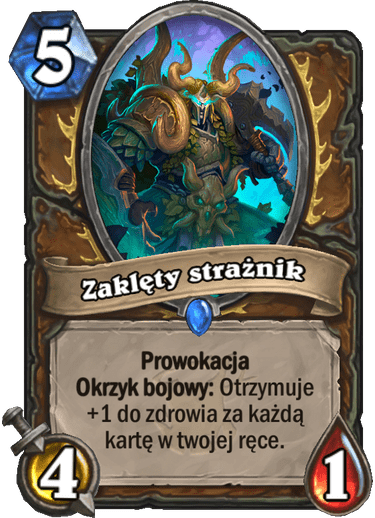 5
Zaklęty strażnik
Prowokacja
Okrzyk bojowy: Otrzymuje
+1 do zdrowia za każdą
kartę w twojej ręce.
4
1